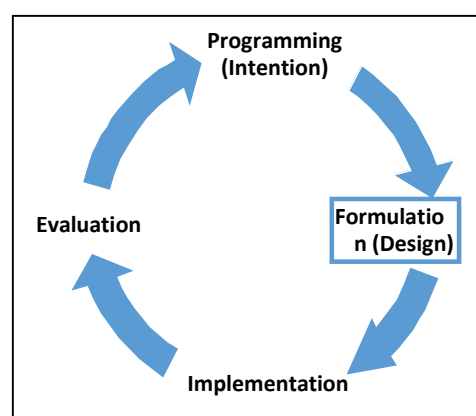 Programming
(Intention)
Formulatio
n (Design)
Evaluation
Implementation